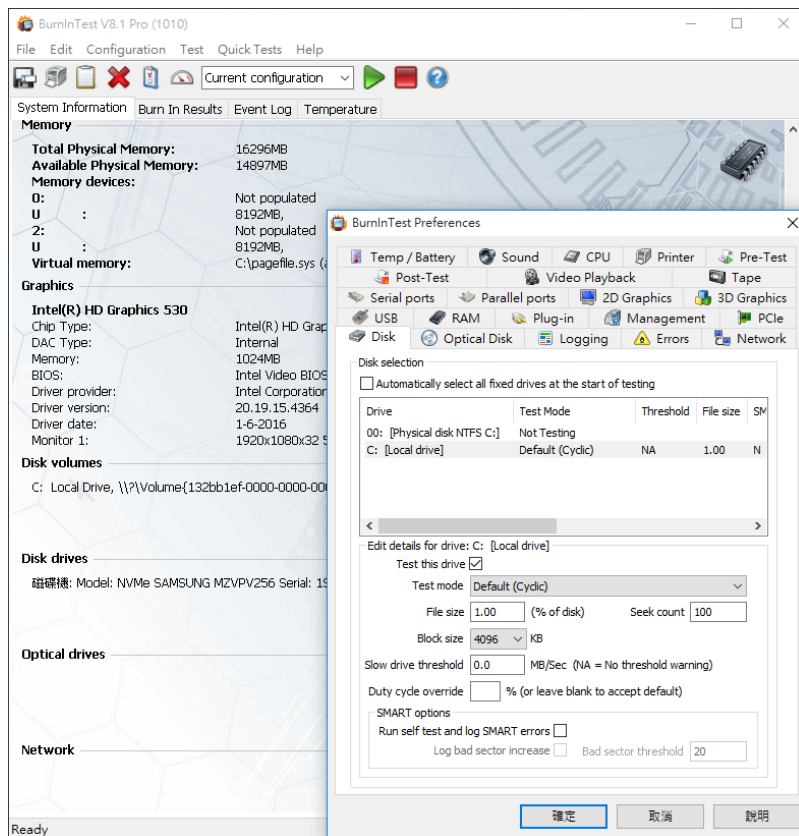 BurnInTest V8.1 Pro (1010)
File Edit Configuration Test Quick Tests Help
Current configuration
System Information Burn In Results Event Log Temperature
Memory
Total Physical Memory: 16296MB
Available Physical Memory: 14897MB
Memory devices:
0: Not populated
U : 8192MB,
2: Not populated
U : 8192MB,
Virtual memory: C:\pagefile.sys (a
Graphics
Intel(R) HD Graphics 530
Chip Type: Intel(R) HD Grap
DAC Type: Internal
Memory: 1024MB
BIOS: Intel Video BIOS
Driver provider: Intel Corporation
Driver version: 20.19.15.4364
Driver date: 1-6-2016
Monitor 1: 1920x1080x32
Disk volumes
C: Local Drive, \\?\Volume{132bb1ef-0000-0000-00
Disk drives
磁碟機: Model: NVMe SAMSUNG MZVPV256 Serial: 19
Optical drives
Network
Ready
BurnInTest Preferences
Temp / Battery Sound CPU Printer Pre-Test
Post-Test Video Playback Tape
Serial ports Parallel ports 2D Graphics 3D Graphics
USB RAM Plug-in Management PCIe
Disk Optical Disk Logging Errors Network
Disk selection
Automatically select all fixed drives at the start of testing
Drive Test Mode Threshold File size SM
00: [Physical disk NTFS C:] Not Testing
C: [Local drive] Default (Cyclic) NA 1.00 N
Edit details for drive: C: [Local drive]
Test this drive
Test mode Default (Cyclic)
File size 1.00 (% of disk) Seek count 100
Block size 4096 KB
Slow drive threshold 0.0 MB/Sec (NA = No threshold warning)
Duty cycle override % (or leave blank to accept default)
SMART options
Run self test and log SMART errors
Log bad sector increase Bad sector threshold 20
確定 取消 說明